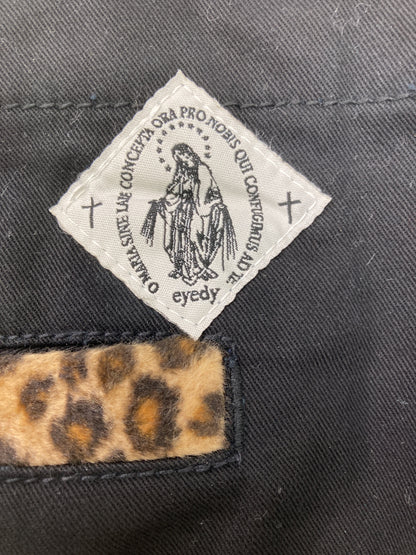 O MARIA SINE LABE CONCEPTA ORA PRO NOBIS QUI CONFUGIMUS AD TE
eyedy